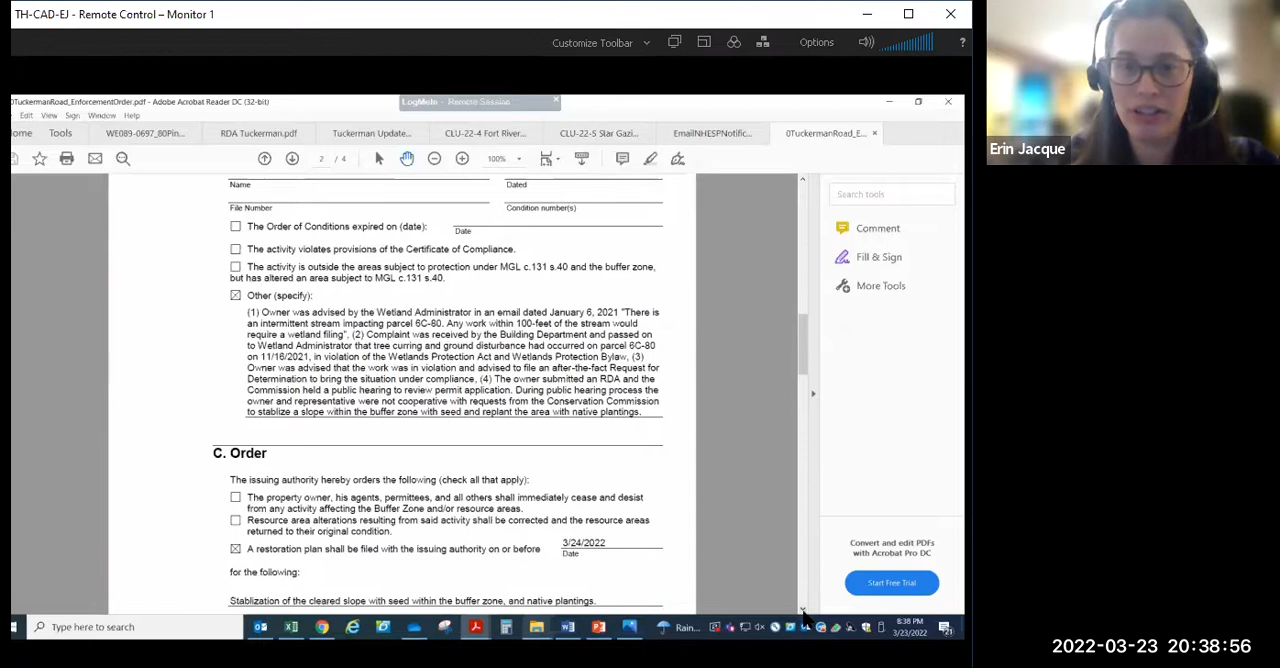 TH-CAD-EJ - Remote Control – Monitor 1
Customize Toolbar
Options
?
0TuckermanRoad_EnforcementOrder.pdf - Adobe Acrobat Reader DC (32-bit)
LogMeIn - Remote Session
Edit View Sign Window Help
ome Tools WE089-0697_80Pin... RDA Tuckerman.pdf Tuckerman Update... CLU-22-4 Fort River... CLU-22-5 Star Gazi... EmailNHESPNotific... 0TuckermanRoad_E... ×
2 / 4
100%
Name Dated
File Number Condition number(s)
The Order of Conditions expired on (date):
Date
The activity violates provisions of the Certificate of Compliance.
The activity is outside the areas subject to protection under MGL c.131 s.40 and the buffer zone,
but has altered an area subject to MGL c.131 s.40.
Other (specify):
(1) Owner was advised by the Wetland Administrator in an email dated January 6, 2021 "There is
an intermittent stream impacting parcel 6C-80. Any work within 100-feet of the stream would
require a wetland filing", (2) Complaint was received by the Building Department and passed on
to Wetland Administrator that tree curring and ground disturbance had occurred on parcel 6C-80
on 11/16/2021, in violation of the Wetlands Protection Act and Wetlands Protection Bylaw, (3)
Owner was advised that the work was in violation and advised to file an after-the-fact Request for
Determination to bring the situation under compliance, (4) The owner submitted an RDA and the
Commission held a public hearing to review permit application. During public hearing process the
owner and representative were not cooperative with requests from the Conservation Commission
to stablize a slope within the buffer zone with seed and replant the area with native plantings.
C. Order
The issuing authority hereby orders the following (check all that apply):
The property owner, his agents, permittees, and all others shall immediately cease and desist
from any activity affecting the Buffer Zone and/or resource areas.
Resource area alterations resulting from said activity shall be corrected and the resource areas
returned to their original condition.
A restoration plan shall be filed with the issuing authority on or before 3/24/2022
Date
for the following:
Stablization of the cleared slope with seed within the buffer zone, and native plantings.
Search tools
Comment
Fill & Sign
More Tools
Convert and edit PDFs
with Acrobat Pro DC
Start Free Trial
Type here to search
Rain...
8:38 PM
3/23/2022
21
Erin Jacque
2022-03-23 20:38:56